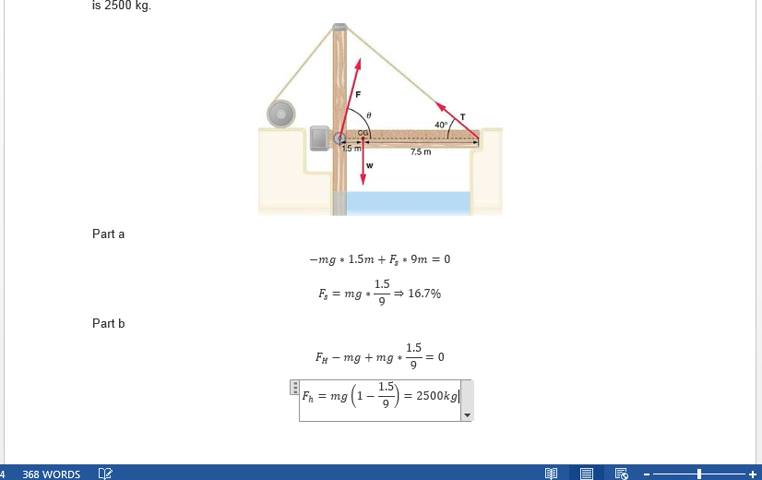 is 2500 kg.
F
θ
T
40°
CG
1.5 m
7.5 m
w
Part a
−mg * 1.5m + Fₛ * 9m = 0
Fₛ = mg * 1.5/9 ⇒ 16.7%
Part b
F_H − mg + mg * 1.5/9 = 0
F_h = mg (1 − 1.5/9) = 2500kg
4 368 WORDS